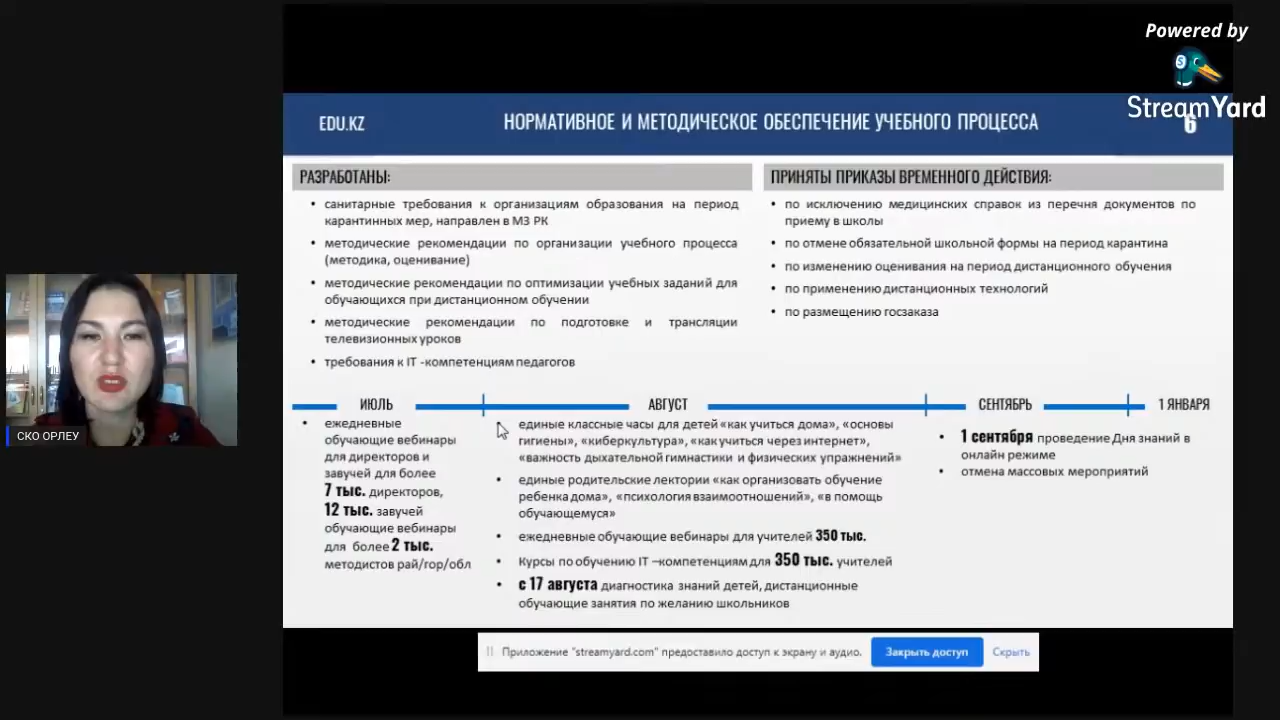 Powered by
StreamYard
EDU.KZ
НОРМАТИВНОЕ И МЕТОДИЧЕСКОЕ ОБЕСПЕЧЕНИЕ УЧЕБНОГО ПРОЦЕССА
6
РАЗРАБОТАНЫ:
• санитарные требования к организациям образования на период
карантинных мер, направлен в МЗ РК
• методические рекомендации по организации учебного процесса
(методика, оценивание)
• методические рекомендации по оптимизации учебных заданий для
обучающихся при дистанционном обучении
• методические рекомендации по подготовке и трансляции
телевизионных уроков
• требования к IT -компетенциям педагогов
ПРИНЯТЫ ПРИКАЗЫ ВРЕМЕННОГО ДЕЙСТВИЯ:
• по исключению медицинских справок из перечня документов по
приему в школы
• по отмене обязательной школьной формы на период карантина
• по изменению оценивания на период дистанционного обучения
• по применению дистанционных технологий
• по размещению госзаказа
ИЮЛЬ
• ежедневные
обучающие вебинары
для директоров и
завучей для более
7 тыс. директоров,
12 тыс. завучей
обучающие вебинары
для более 2 тыс.
методистов рай/гор/обл
АВГУСТ
• единые классные часы для детей «как учиться дома», «основы
гигиены», «киберкультура», «как учиться через интернет»,
«важность дыхательной гимнастики и физических упражнений»
• единые родительские лектории «как организовать обучение
ребенка дома», «психология взаимоотношений», «в помощь
обучающемуся»
• ежедневные обучающие вебинары для учителей 350 тыс.
• Курсы по обучению IT –компетенциям для 350 тыс. учителей
• с 17 августа диагностика знаний детей, дистанционные
обучающие занятия по желанию школьников
СЕНТЯБРЬ
• 1 сентября проведение Дня знаний в
онлайн режиме
• отмена массовых мероприятий
1 ЯНВАРЯ
СКО ОРЛЕУ
Приложение "streamyard.com" предоставило доступ к экрану и аудио.
Закрыть доступ
Скрыть